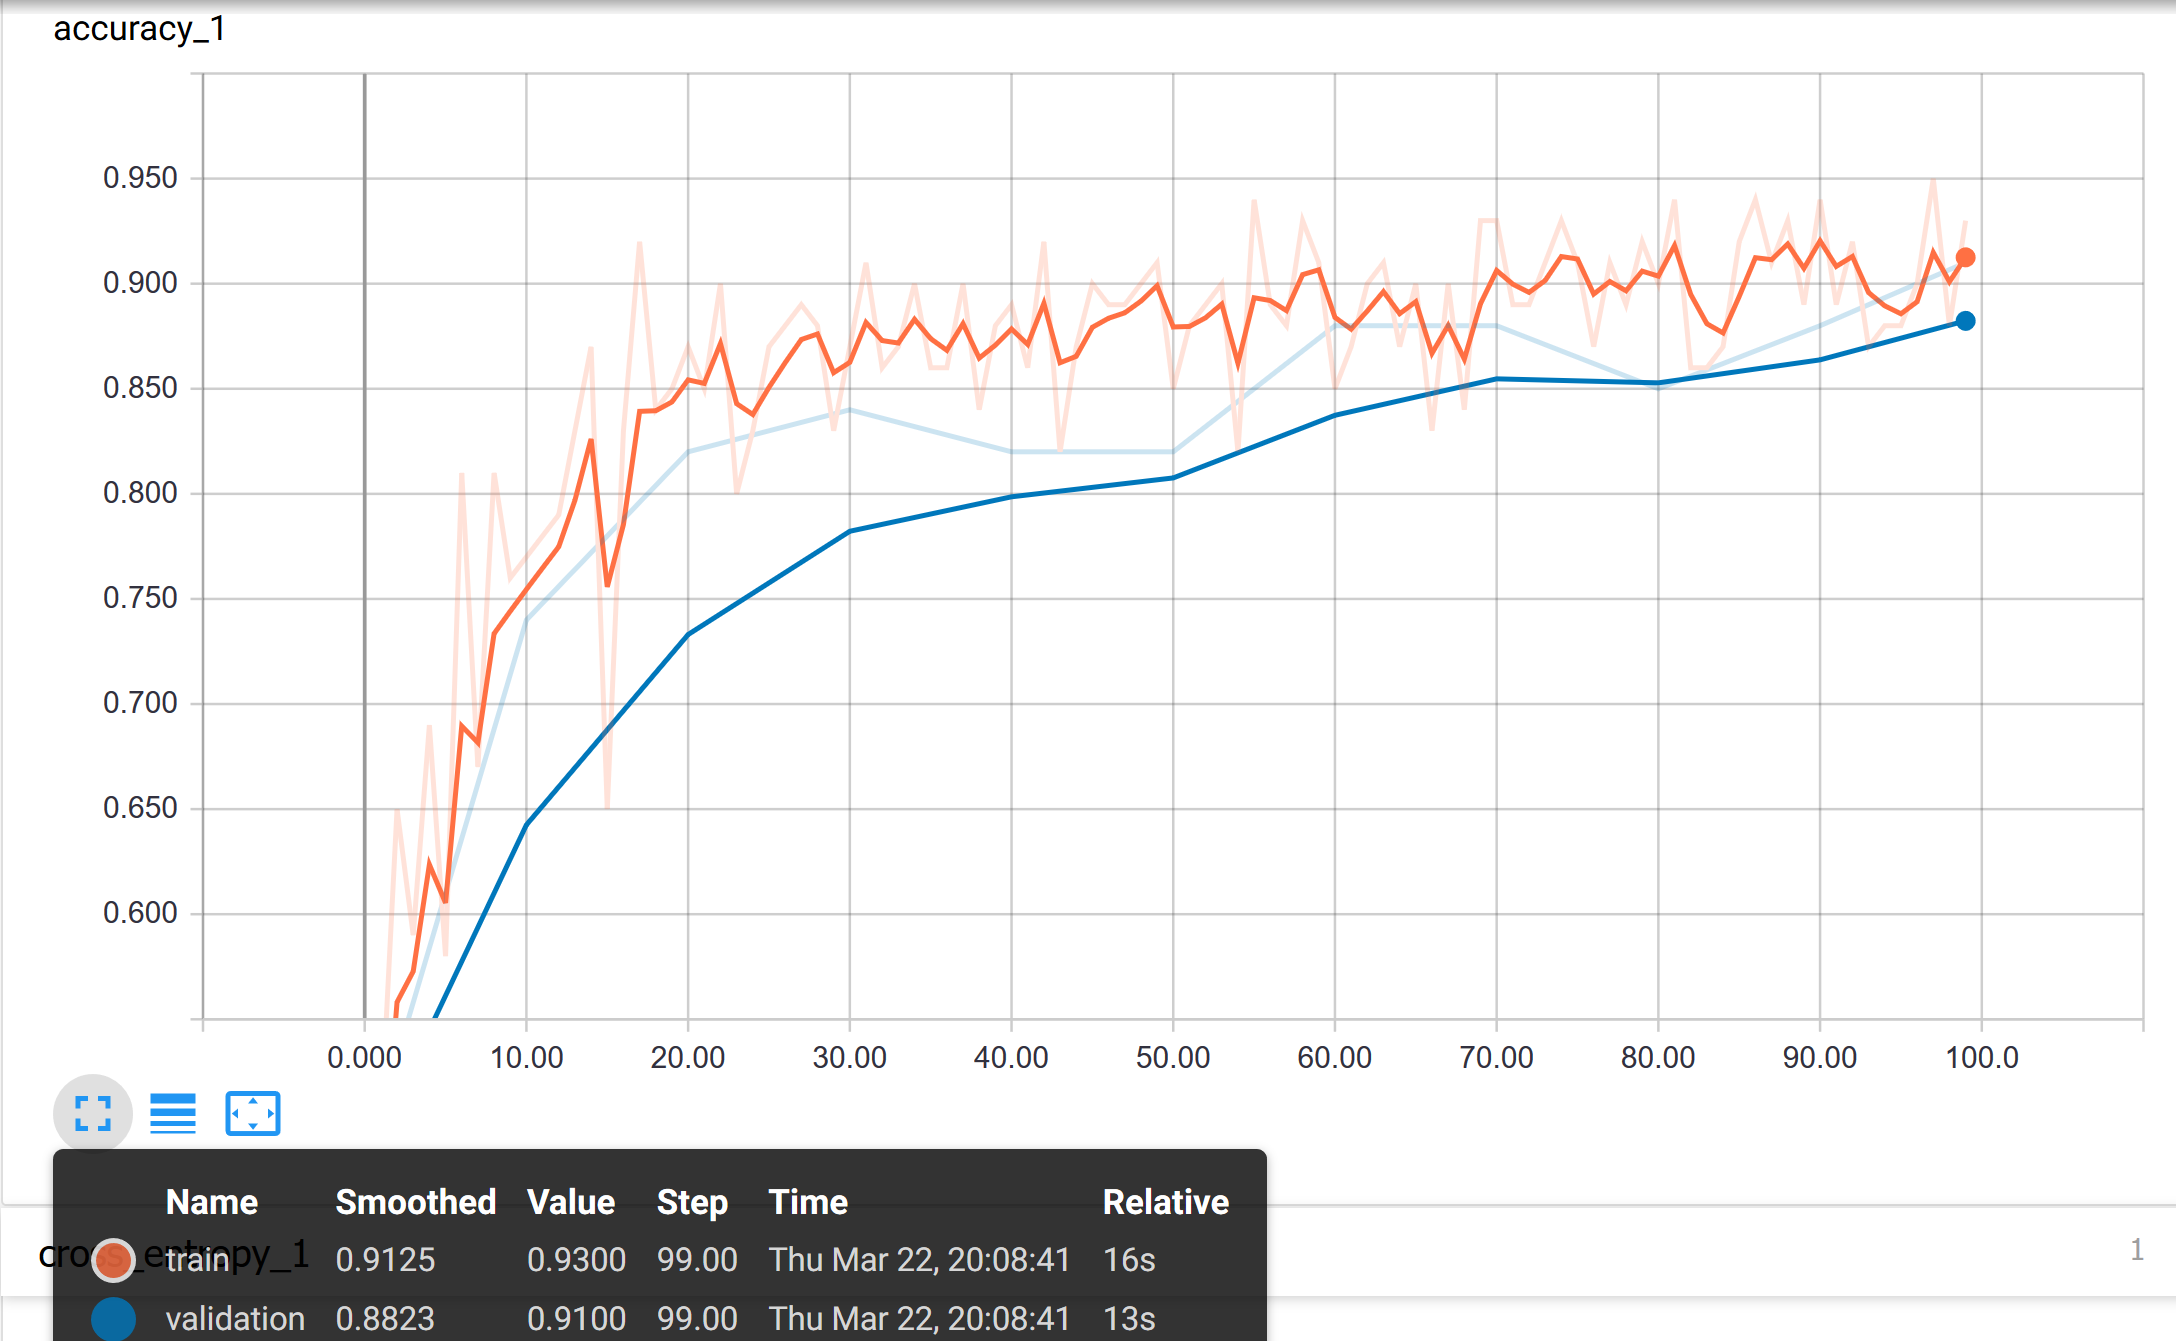 accuracy_1
0.950
0.900
0.850
0.800
0.750
0.700
0.650
0.600
0.000 10.00 20.00 30.00 40.00 50.00 60.00 70.00 80.00 90.00 100.0
Name Smoothed Value Step Time Relative
train 0.9125 0.9300 99.00 Thu Mar 22, 20:08:41 16s
cross_entropy_1 1
validation 0.8823 0.9100 99.00 Thu Mar 22, 20:08:41 13s